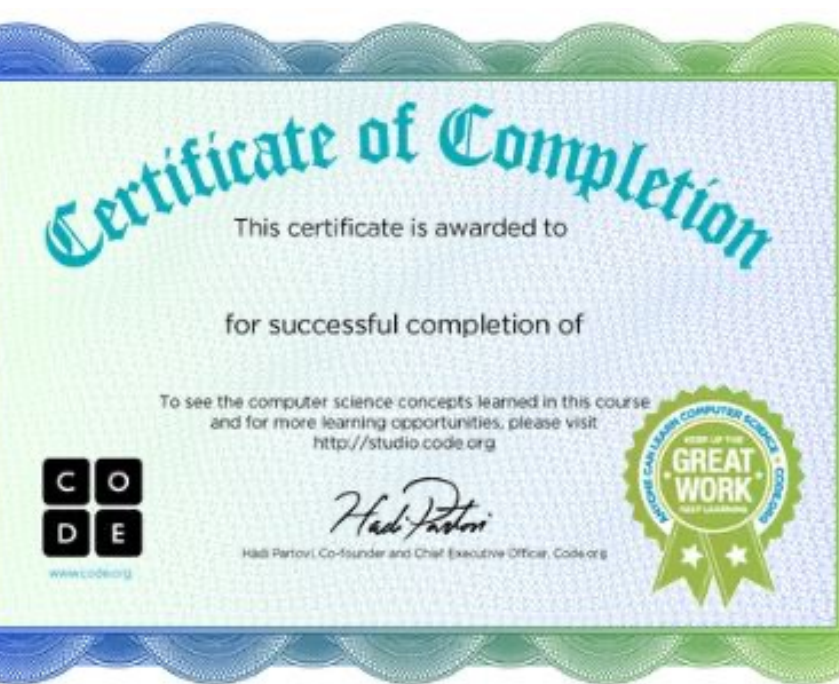 Certificate of Completion
This certificate is awarded to
for successful completion of
To see the computer science concepts learned in this course
and for more learning opportunities, please visit
http://studio.code.org
Hadi Partovi
Hadi Partovi, Co-founder and Chief Executive Officer, Code.org
C O
D E
www.code.org
ANYONE CAN LEARN COMPUTER SCIENCE • CODE.ORG
KEEP UP THE
GREAT
WORK
KEEP LEARNING